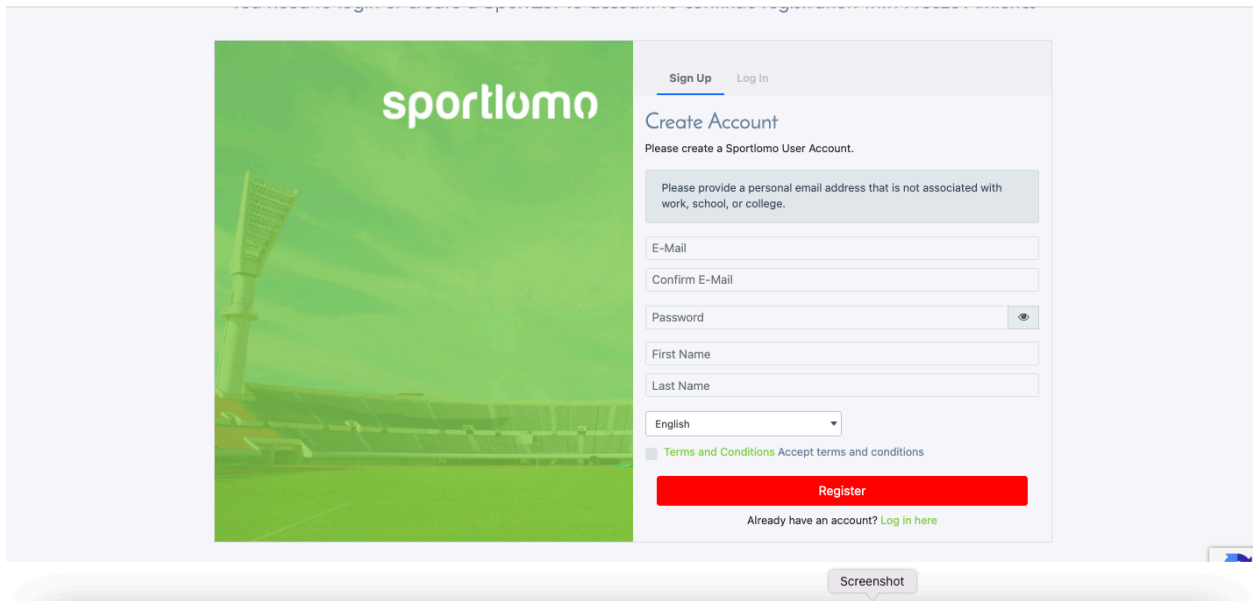 sportlomo
Sign Up Log In
Create Account
Please create a Sportlomo User Account.
Please provide a personal email address that is not associated with
work, school, or college.
E-Mail
Confirm E-Mail
Password
First Name
Last Name
English
Terms and Conditions Accept terms and conditions
Register
Already have an account? Log in here
Screenshot